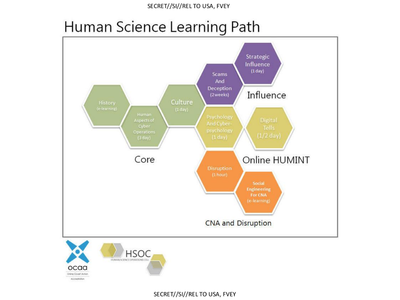 SECRET//SI//REL TO USA, FVEY
Human Science Learning Path
Strategic
Influence
(1 day)
Scams
And
Deception
(2 weeks)
Influence
History
(e-learning)
Culture
(1 day)
Human
Aspects of
Cyber
Operations
(1 day)
Psychology
And Cyber-
psychology
(1 day)
Digital
Tells
(1/2 day)
Core
Online HUMINT
Disruption
(1 hour)
Social
Engineering
For CNA
(e-learning)
CNA and Disruption
ocaa
HSOC
SECRET//SI//REL TO USA, FVEY